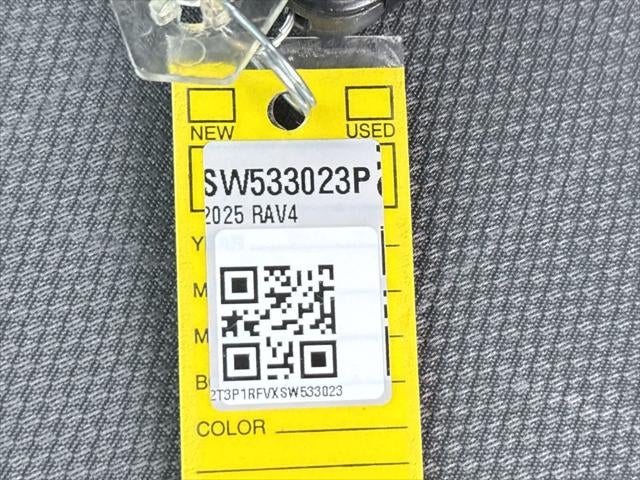 NEW USED
SW533023P
2025 RAV4
2T3P1RFVXSW533023
COLOR